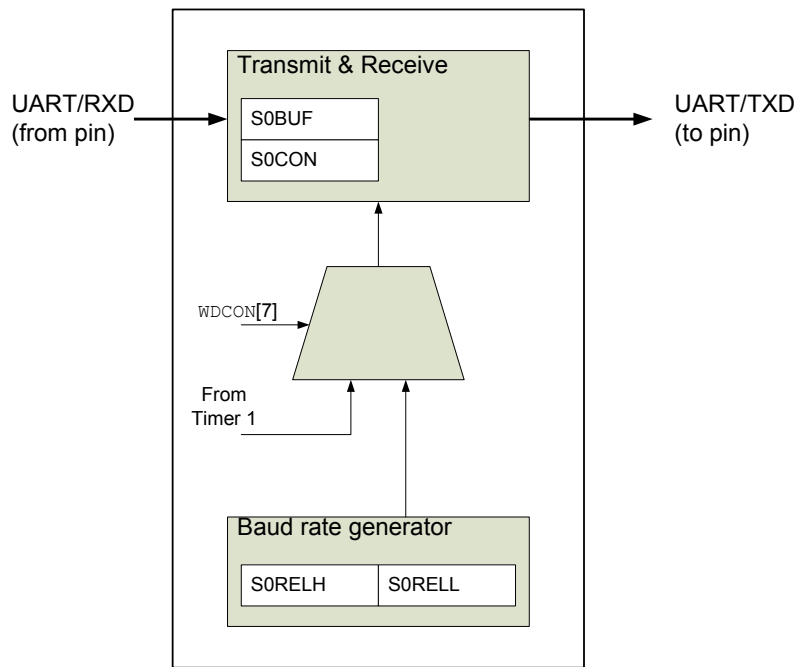 Transmit & Receive
UART/RXD
(from pin)
S0BUF
S0CON
UART/TXD
(to pin)
WDCON[7]
From
Timer 1
Baud rate generator
S0RELH
S0RELL